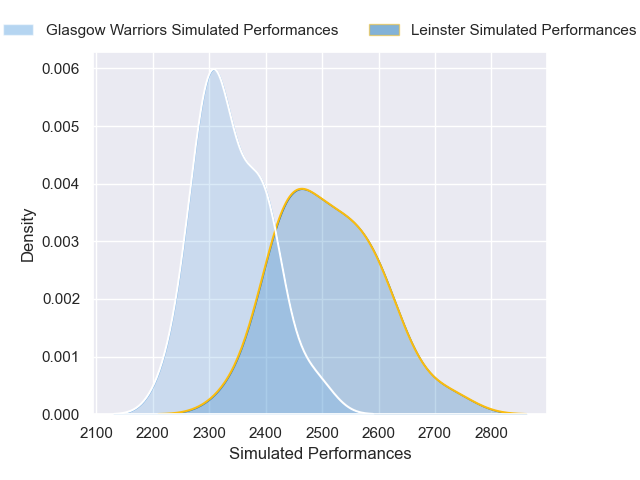 Glasgow Warriors Simulated Performances
Leinster Simulated Performances
0.006
0.005
0.004
0.003
0.002
0.001
0.000
Density
2100 2200 2300 2400 2500 2600 2700 2800
Simulated Performances